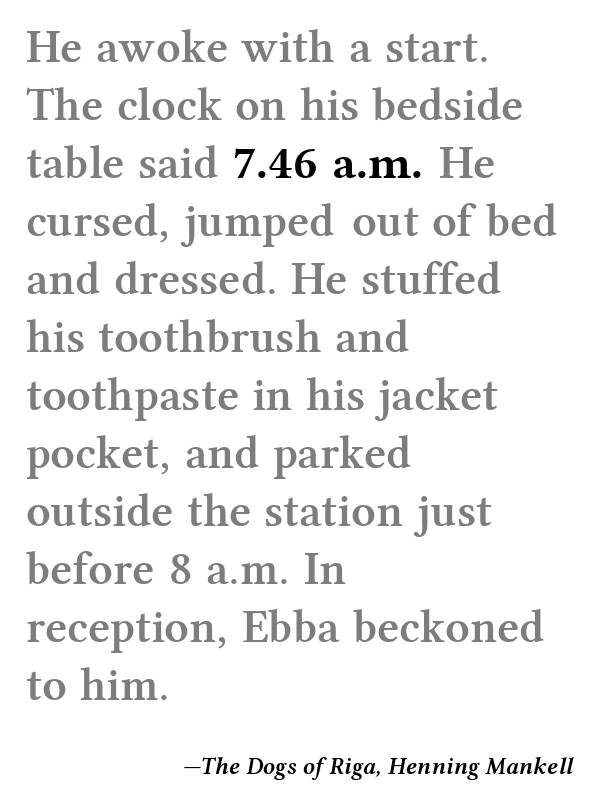 He awoke with a start.
The clock on his bedside
table said 7.46 a.m. He
cursed, jumped out of bed
and dressed. He stuffed
his toothbrush and
toothpaste in his jacket
pocket, and parked
outside the station just
before 8 a.m. In
reception, Ebba beckoned
to him.
—The Dogs of Riga, Henning Mankell